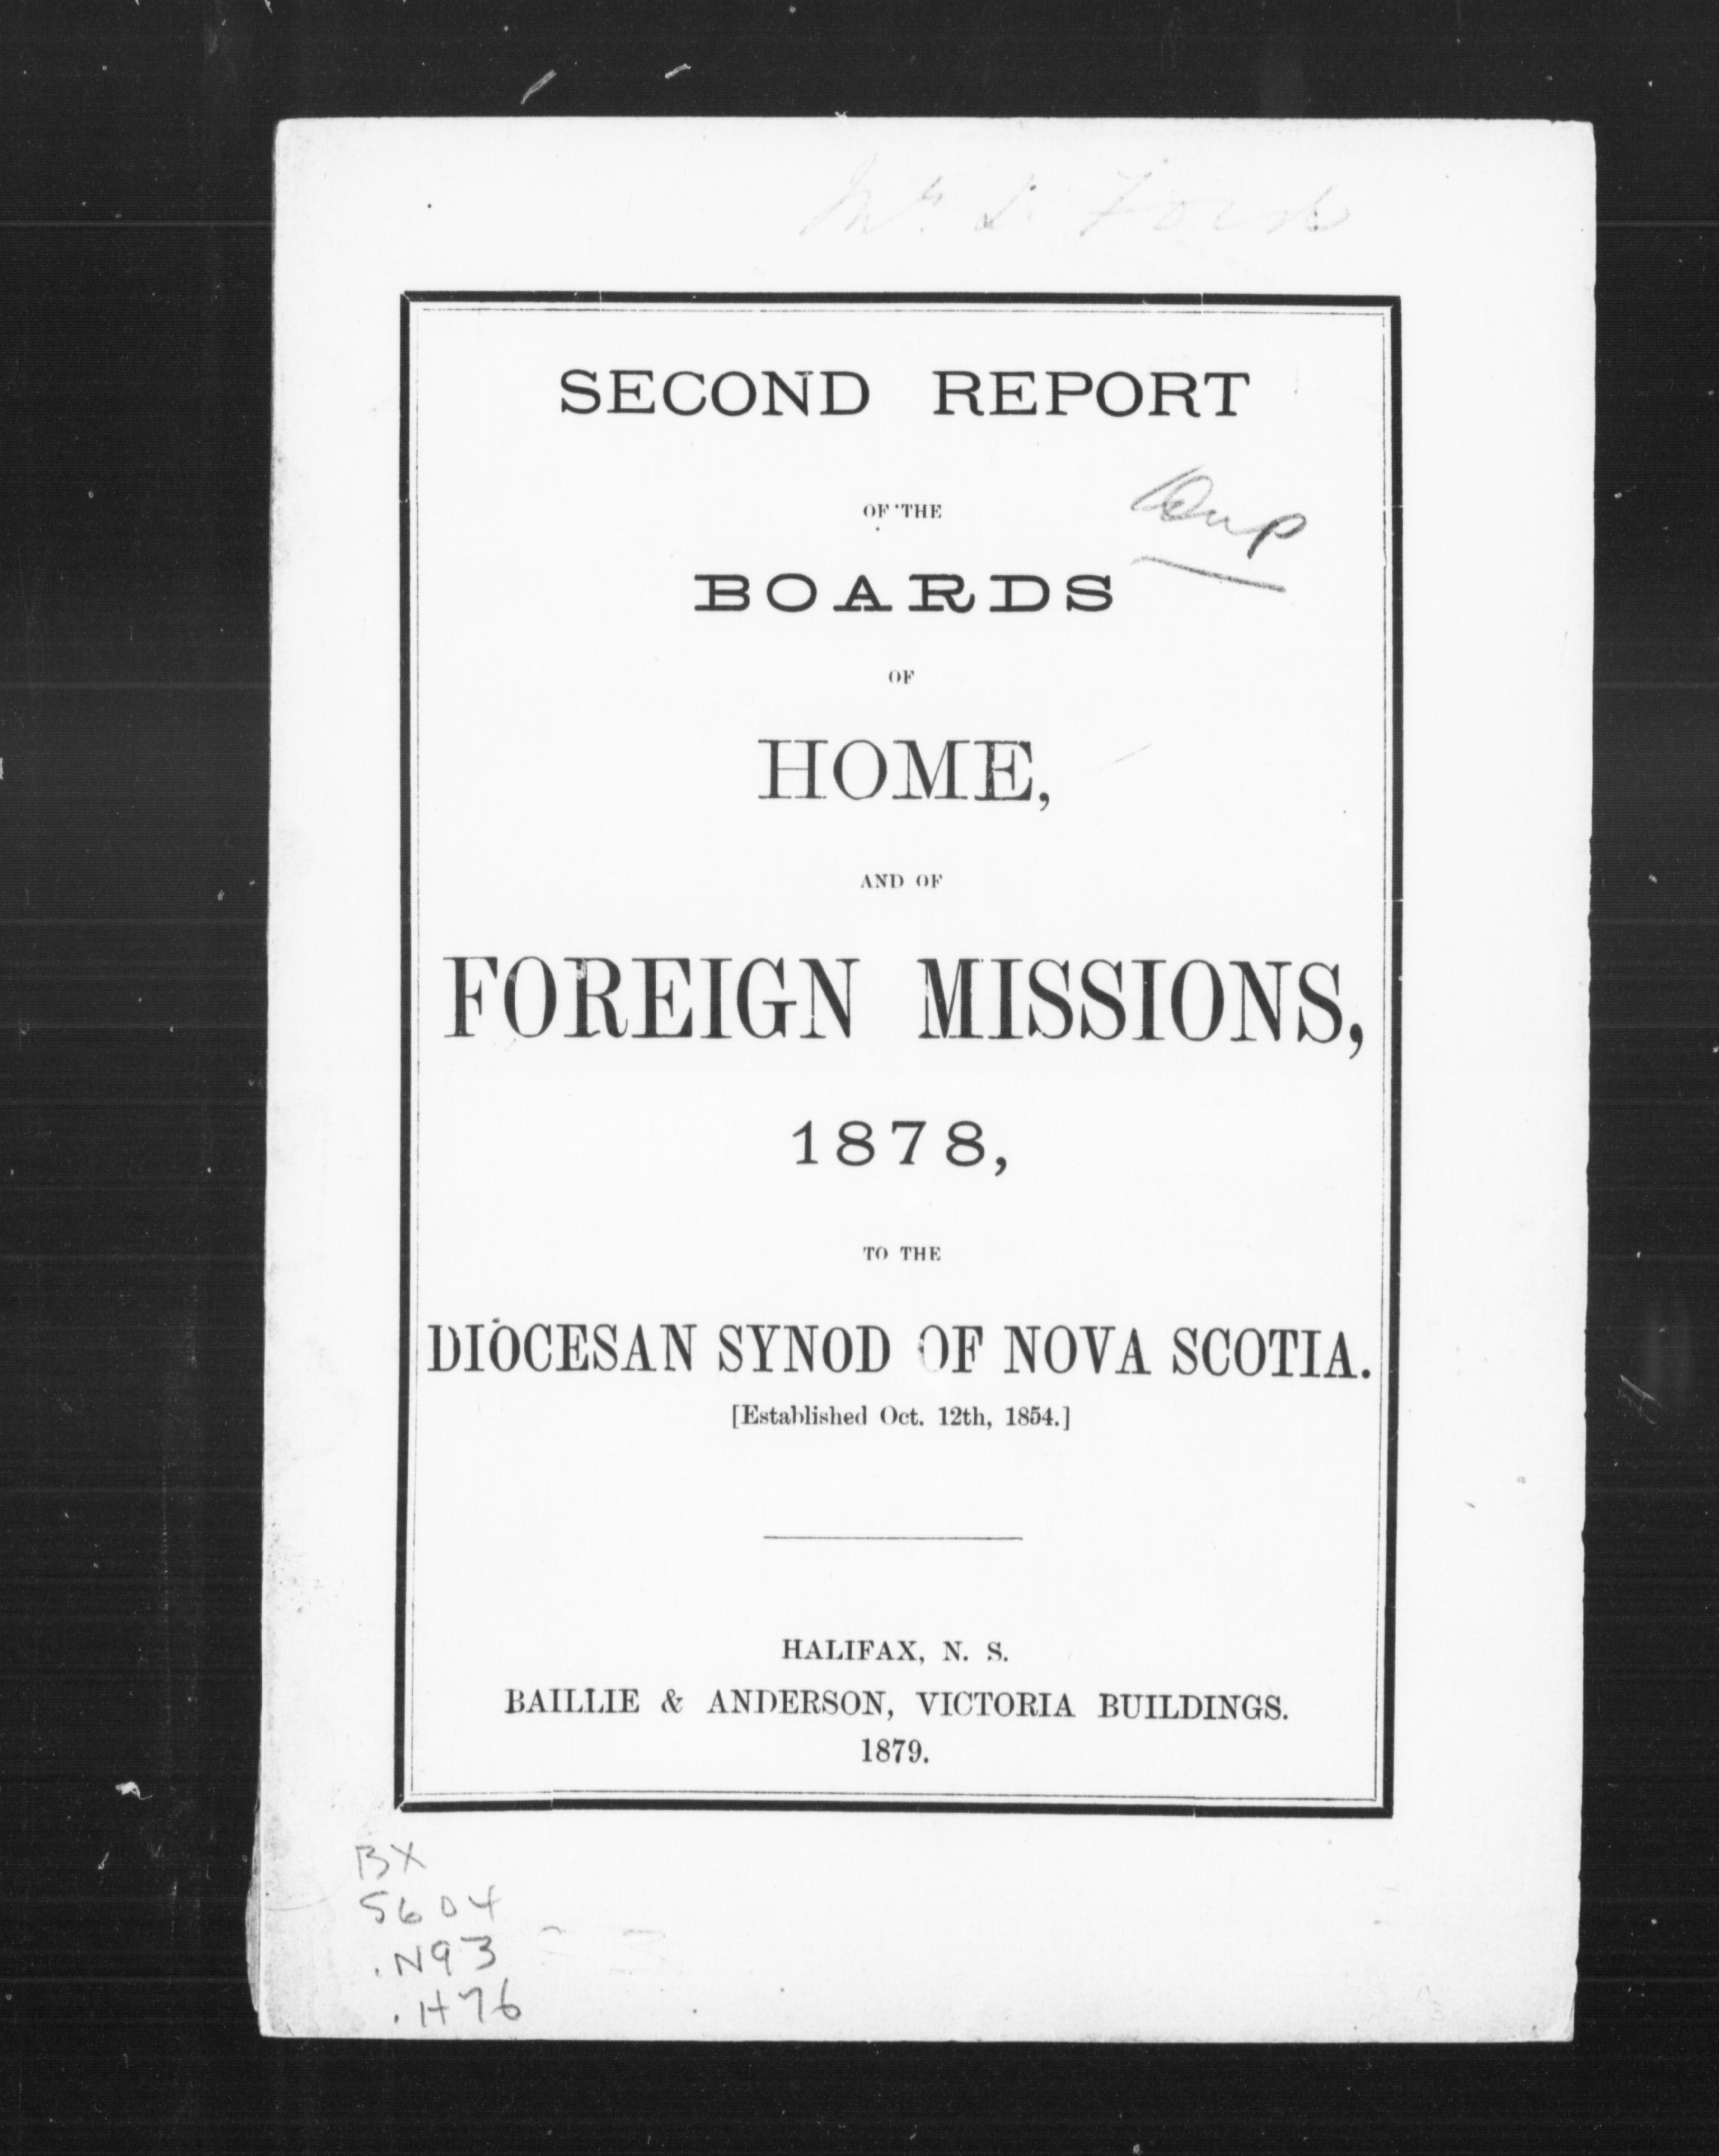 SECOND REPORT
OF THE
Dup
BOARDS
OF
HOME,
AND OF
FOREIGN MISSIONS,
1878,
TO THE
DIOCESAN SYNOD OF NOVA SCOTIA.
[Established Oct. 12th, 1854.]
HALIFAX, N. S.
BAILLIE & ANDERSON, VICTORIA BUILDINGS.
1879.
BX
5604
.N93
.H76